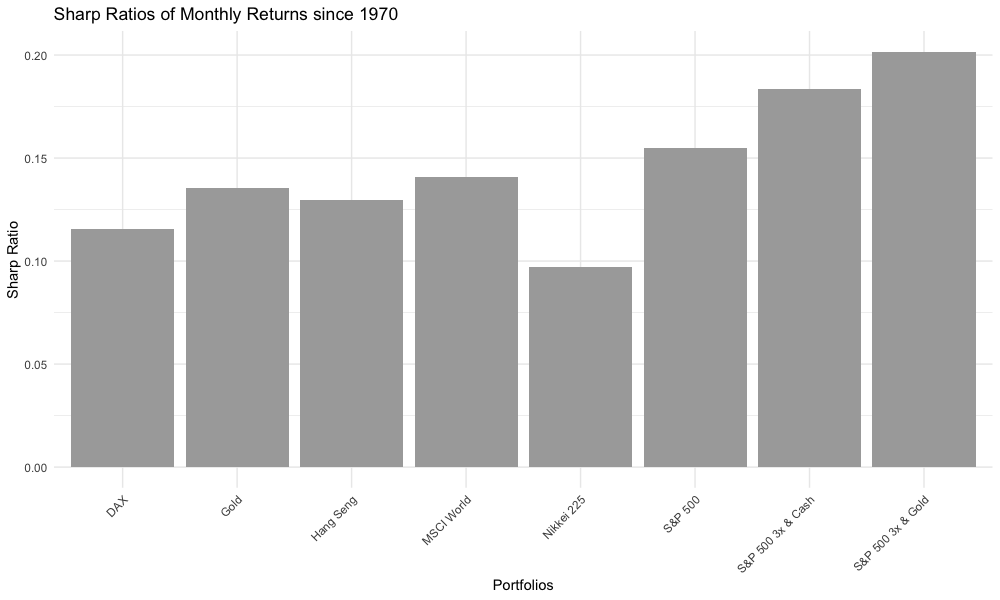 Sharp Ratios of Monthly Returns since 1970
Sharp Ratio
0.20
0.15
0.10
0.05
0.00
DAX
Gold
Hang Seng
MSCI World
Nikkei 225
S&P 500
S&P 500 3x & Cash
S&P 500 3x & Gold
Portfolios